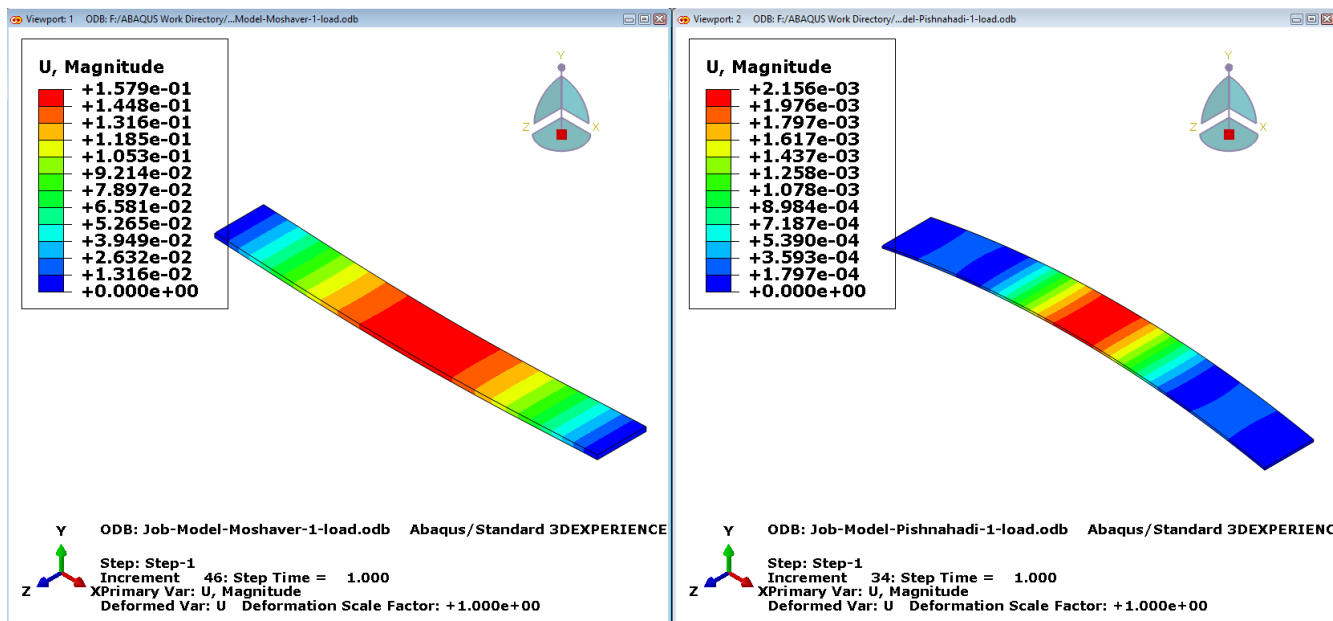 Viewport: 1 ODB: F:/ABAQUS Work Directory/...Model-Moshaver-1-load.odb
U, Magnitude
+1.579e-01
+1.448e-01
+1.316e-01
+1.185e-01
+1.053e-01
+9.214e-02
+7.897e-02
+6.581e-02
+5.265e-02
+3.949e-02
+2.632e-02
+1.316e-02
+0.000e+00
Y
Z
X
Y
Z
X
ODB: Job-Model-Moshaver-1-load.odb Abaqus/Standard 3DEXPERIENCE
Step: Step-1
Increment 46: Step Time = 1.000
Primary Var: U, Magnitude
Deformed Var: U Deformation Scale Factor: +1.000e+00
Viewport: 2 ODB: F:/ABAQUS Work Directory/...del-Pishnahadi-1-load.odb
U, Magnitude
+2.156e-03
+1.976e-03
+1.797e-03
+1.617e-03
+1.437e-03
+1.258e-03
+1.078e-03
+8.984e-04
+7.187e-04
+5.390e-04
+3.593e-04
+1.797e-04
+0.000e+00
Y
Z
X
Y
Z
X
ODB: Job-Model-Pishnahadi-1-load.odb Abaqus/Standard 3DEXPERIENC
Step: Step-1
Increment 34: Step Time = 1.000
Primary Var: U, Magnitude
Deformed Var: U Deformation Scale Factor: +1.000e+00